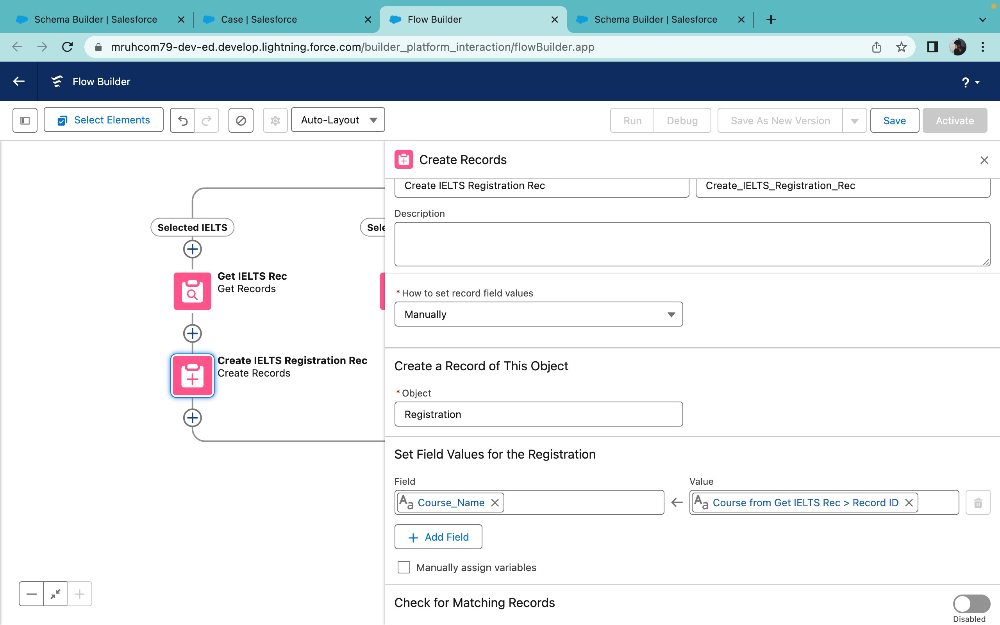 Schema Builder | Salesforce
Case | Salesforce
Flow Builder
Schema Builder | Salesforce
mruhcom79-dev-ed.develop.lightning.force.com/builder_platform_interaction/flowBuilder.app
Flow Builder
?
Select Elements
Auto-Layout
Run
Debug
Save As New Version
Save
Activate
Create Records
Create IELTS Registration Rec
Create_IELTS_Registration_Rec
Description
Selected IELTS
Sele
Get IELTS Rec
Get Records
* How to set record field values
Manually
Create IELTS Registration Rec
Create Records
Create a Record of This Object
* Object
Registration
Set Field Values for the Registration
Field
Value
Aa Course_Name
Aa Course from Get IELTS Rec > Record ID
+ Add Field
Manually assign variables
Check for Matching Records
Disabled